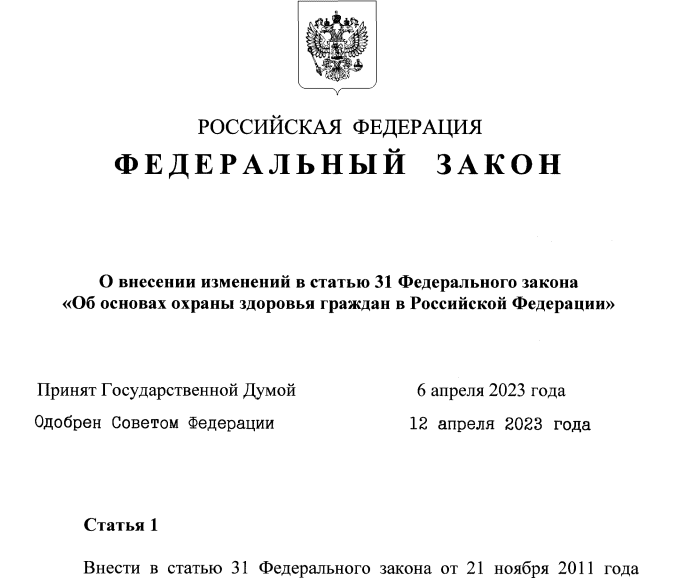 РОССИЙСКАЯ ФЕДЕРАЦИЯ
ФЕДЕРАЛЬНЫЙ ЗАКОН
О внесении изменений в статью 31 Федерального закона
«Об основах охраны здоровья граждан в Российской Федерации»
Принят Государственной Думой 6 апреля 2023 года
Одобрен Советом Федерации 12 апреля 2023 года
Статья 1
Внести в статью 31 Федерального закона от 21 ноября 2011 года